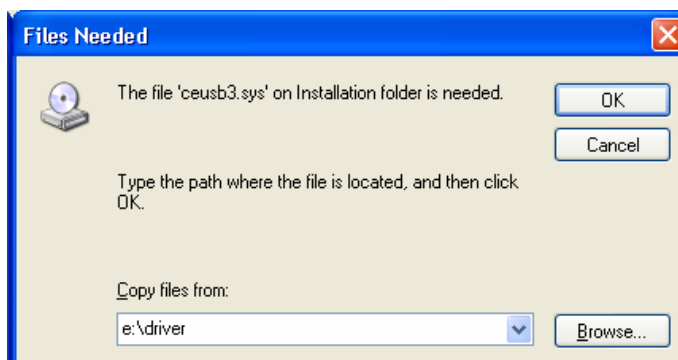 Files Needed
The file 'ceusb3.sys' on Installation folder is needed.
OK
Cancel
Type the path where the file is located, and then click
OK.
Copy files from:
e:\driver
Browse...